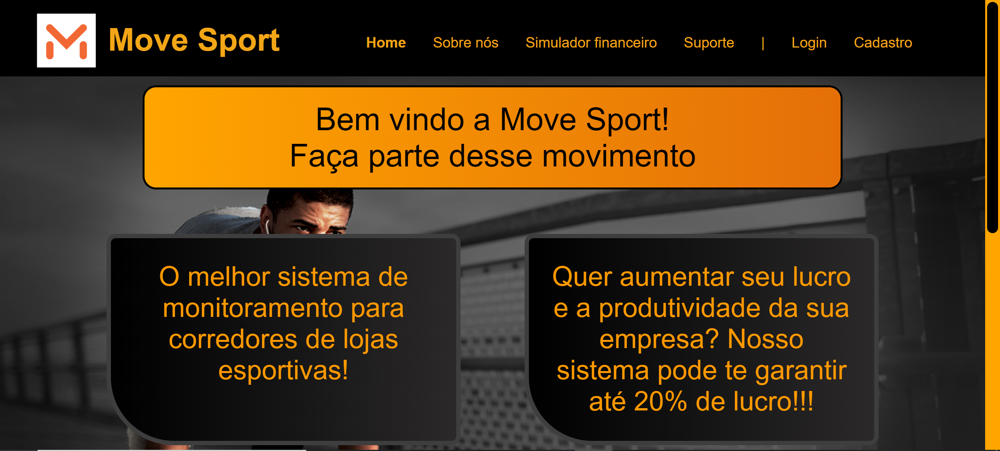 Move Sport
Home Sobre nós Simulador financeiro Suporte | Login Cadastro
Bem vindo a Move Sport!
Faça parte desse movimento
O melhor sistema de
monitoramento para
corredores de lojas
esportivas!
Quer aumentar seu lucro
e a produtividade da sua
empresa? Nosso
sistema pode te garantir
até 20% de lucro!!!